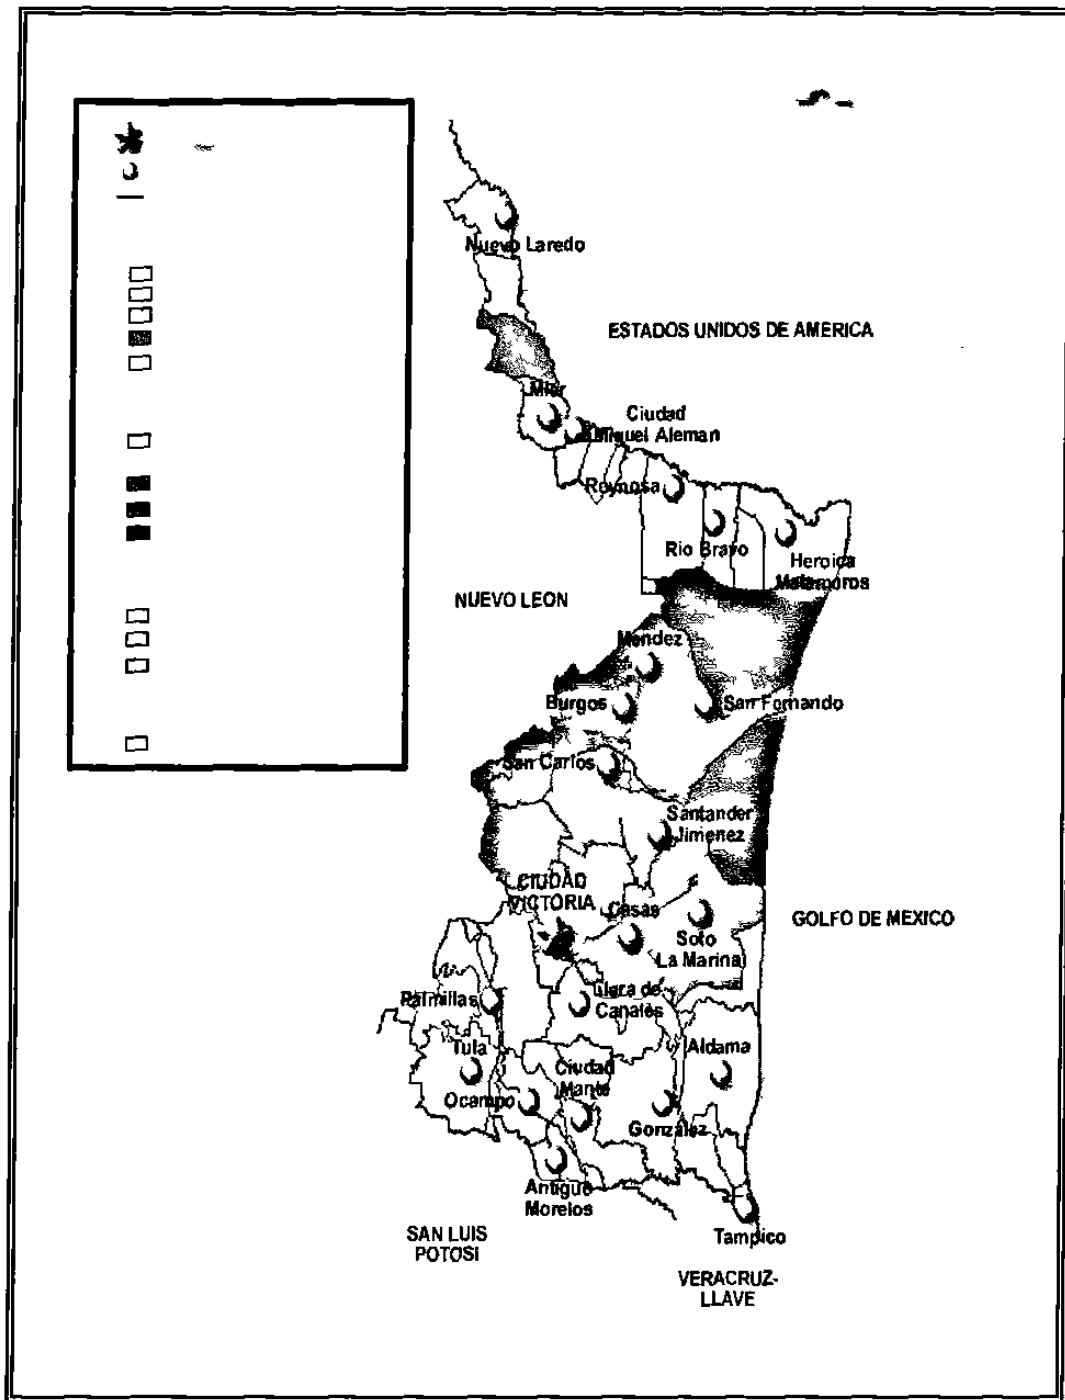 Nuevo Laredo
ESTADOS UNIDOS DE AMERICA
Mier
Ciudad
Miguel Aleman
Reynosa
Rio Bravo
Heroica
Matamoros
NUEVO LEON
Mendez
Burgos
San Fernando
San Carlos
Santander
Jimenez
CIUDAD
VICTORIA
Casas
GOLFO DE MEXICO
Soto
La Marina
Palmillas
Llera de
Canales
Tula
Aldama
Ciudad
Mante
Ocampo
González
Antiguo
Morelos
SAN LUIS
POTOSI
Tampico
VERACRUZ-
LLAVE